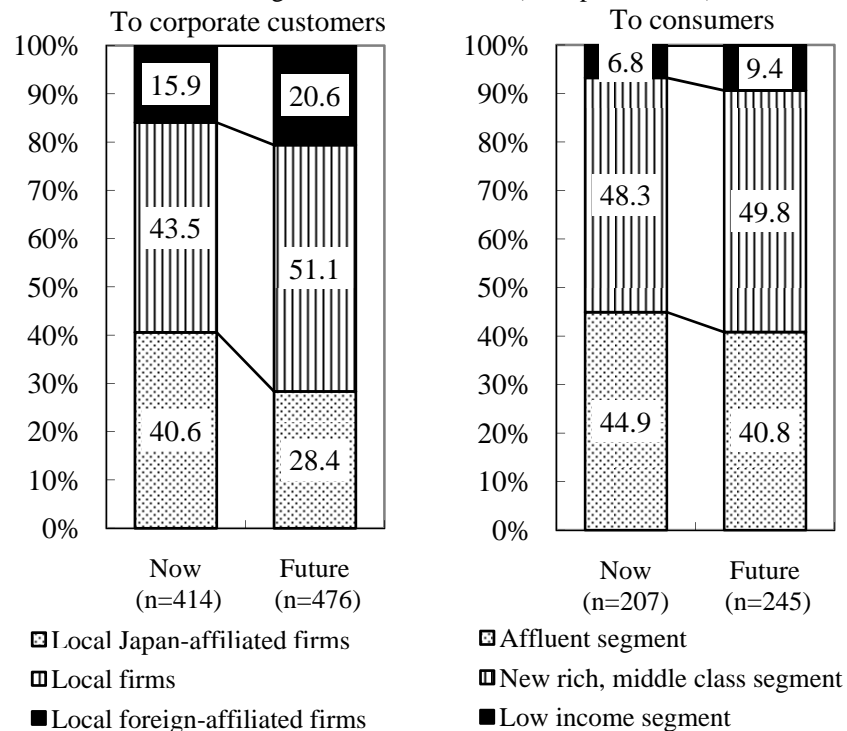 To corporate customers
100%
90%
80%
70%
60%
50%
40%
30%
20%
10%
0%
15.9
20.6
43.5
51.1
40.6
28.4
Now
Future
(n=414)
(n=476)
Local Japan-affiliated firms
Local firms
Local foreign-affiliated firms
To consumers
100%
90%
80%
70%
60%
50%
40%
30%
20%
10%
0%
6.8
9.4
48.3
49.8
44.9
40.8
Now
Future
(n=207)
(n=245)
Affluent segment
New rich, middle class segment
Low income segment